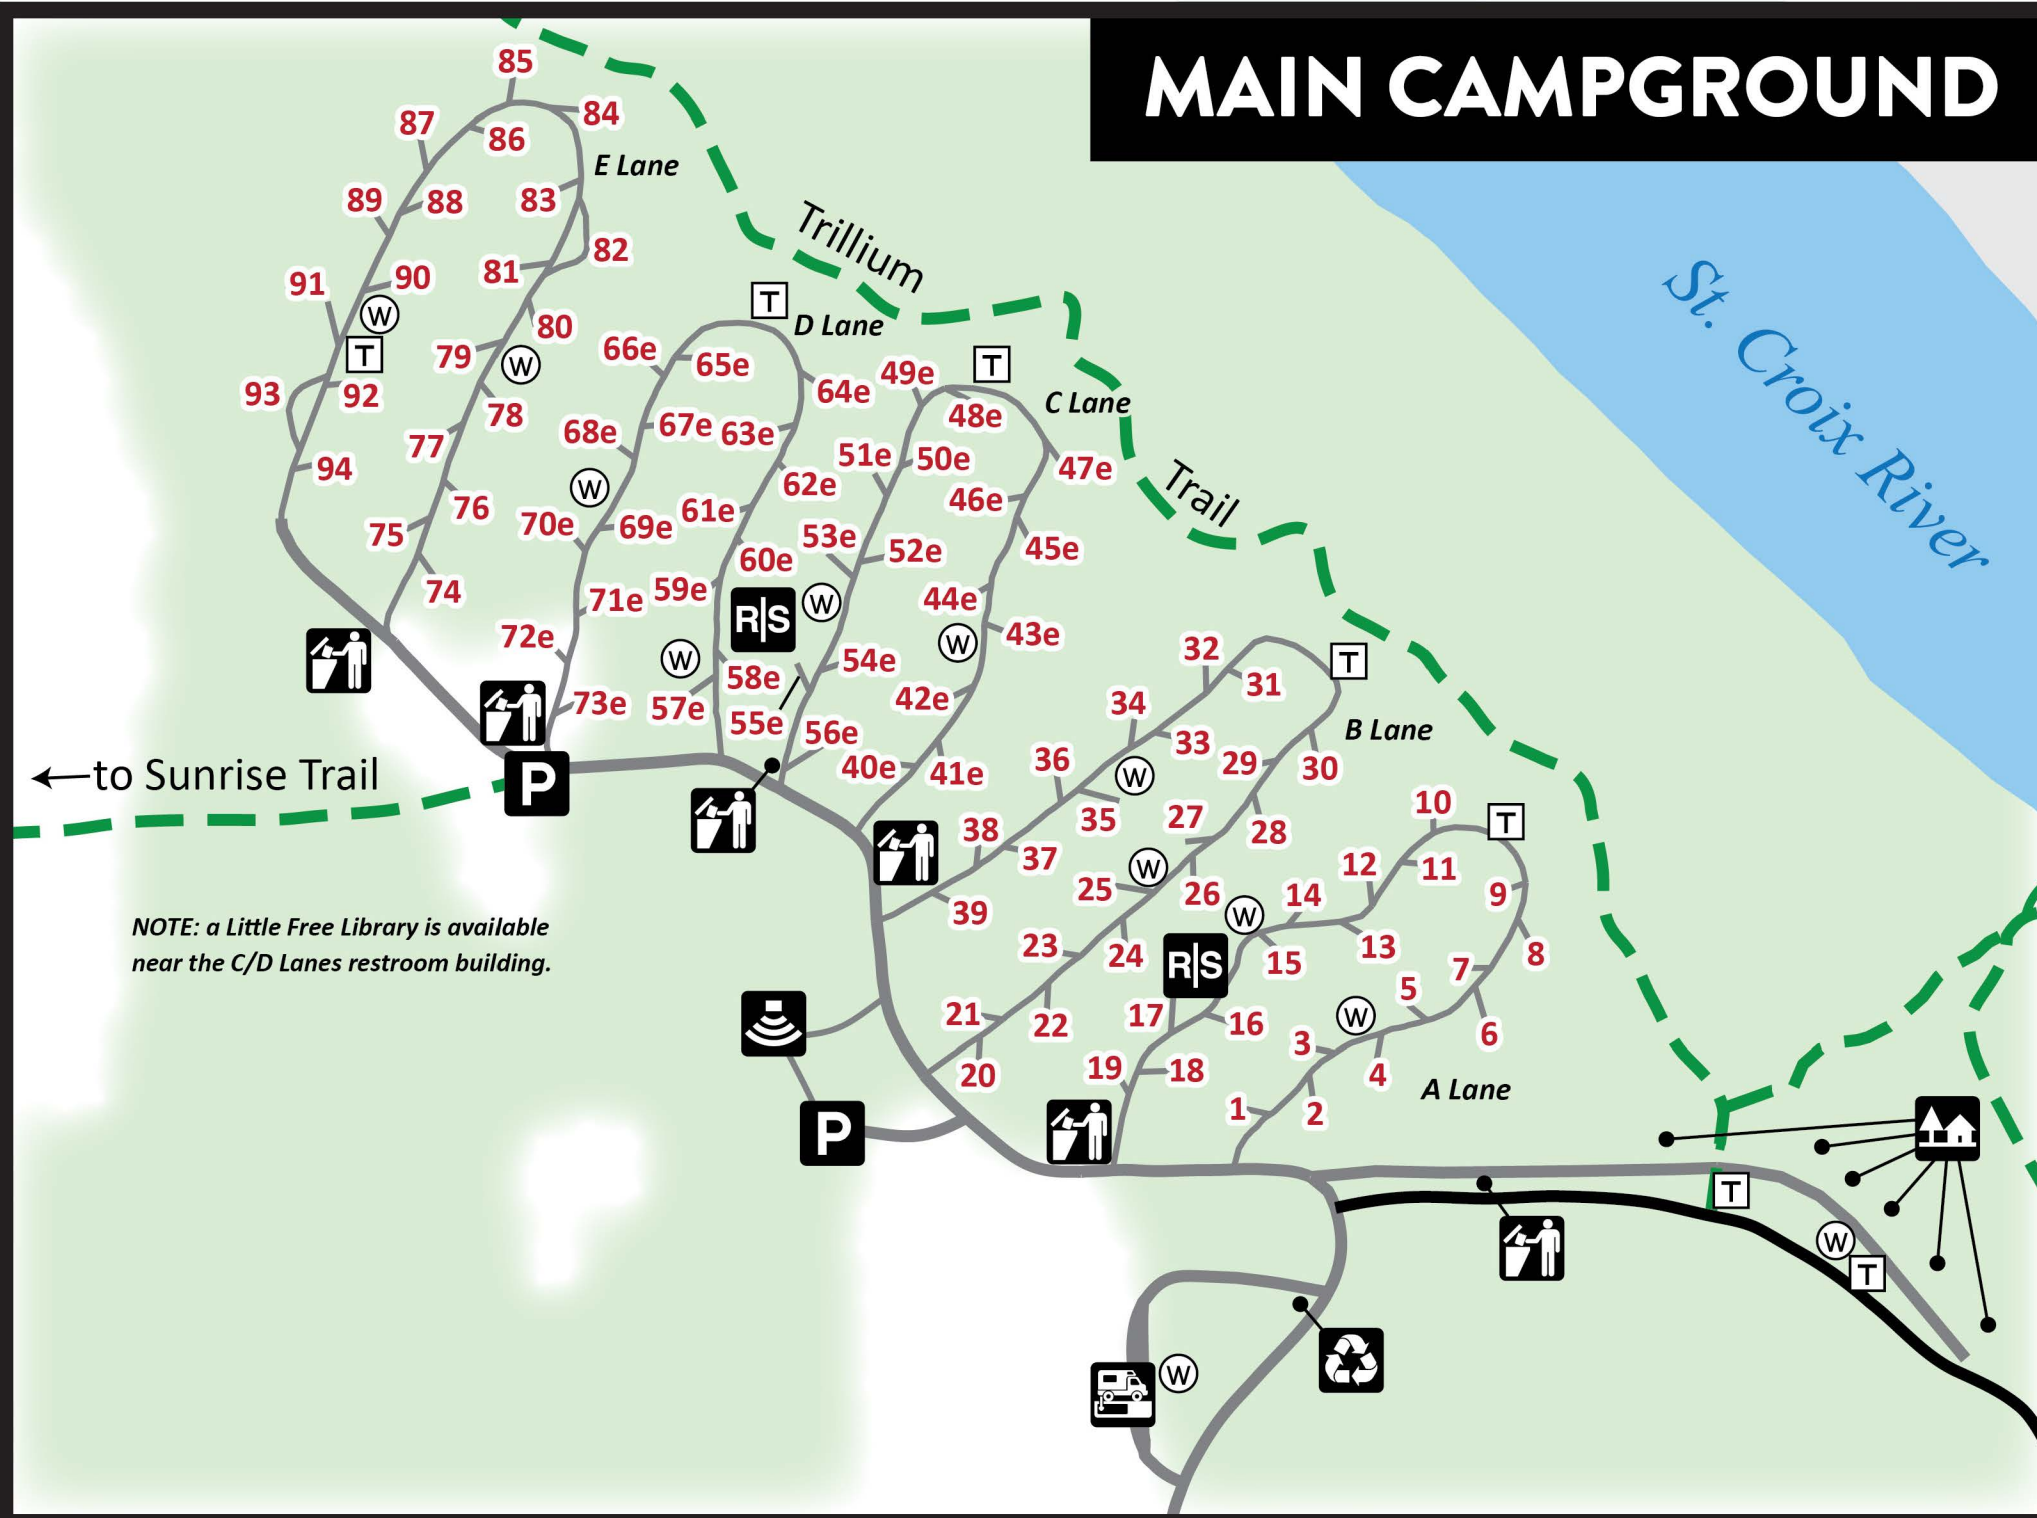 MAIN CAMPGROUND
85
84
87
86
E Lane
89
88
83
82
91
90
81
W
80
T
79
W
93
92
78
77
94
76
75
74
Trillium
T
D Lane
66e
65e
64e
68e
67e
63e
W
62e
70e
69e
61e
60e
71e
59e
72e
W
58e
73e
57e
R|S
W
49e
T
C Lane
48e
51e
50e
47e
46e
53e
52e
45e
44e
W
43e
54e
42e
55e
56e
40e
41e
Trail
St. Croix River
32
T
31
34
B Lane
33
36
W
29
30
35
27
28
38
37
W
25
26
39
23
24
21
22
20
10
T
12
11
14
9
W
13
8
R|S
15
7
5
17
16
W
6
3
19
18
4
1
2
A Lane
←to Sunrise Trail
P
NOTE: a Little Free Library is available
near the C/D Lanes restroom building.
P
T
W
T
W